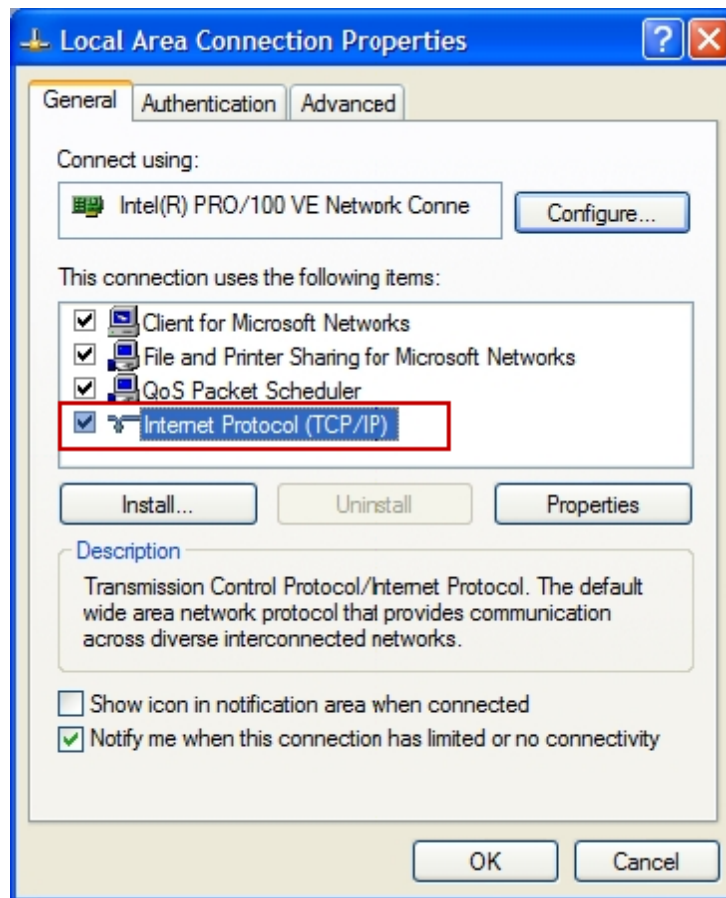 Local Area Connection Properties
General Authentication Advanced
Connect using:
Intel(R) PRO/100 VE Network Conne
Configure...
This connection uses the following items:
Client for Microsoft Networks
File and Printer Sharing for Microsoft Networks
QoS Packet Scheduler
Internet Protocol (TCP/IP)
Install... Uninstall Properties
Description
Transmission Control Protocol/Internet Protocol. The default
wide area network protocol that provides communication
across diverse interconnected networks.
Show icon in notification area when connected
Notify me when this connection has limited or no connectivity
OK Cancel